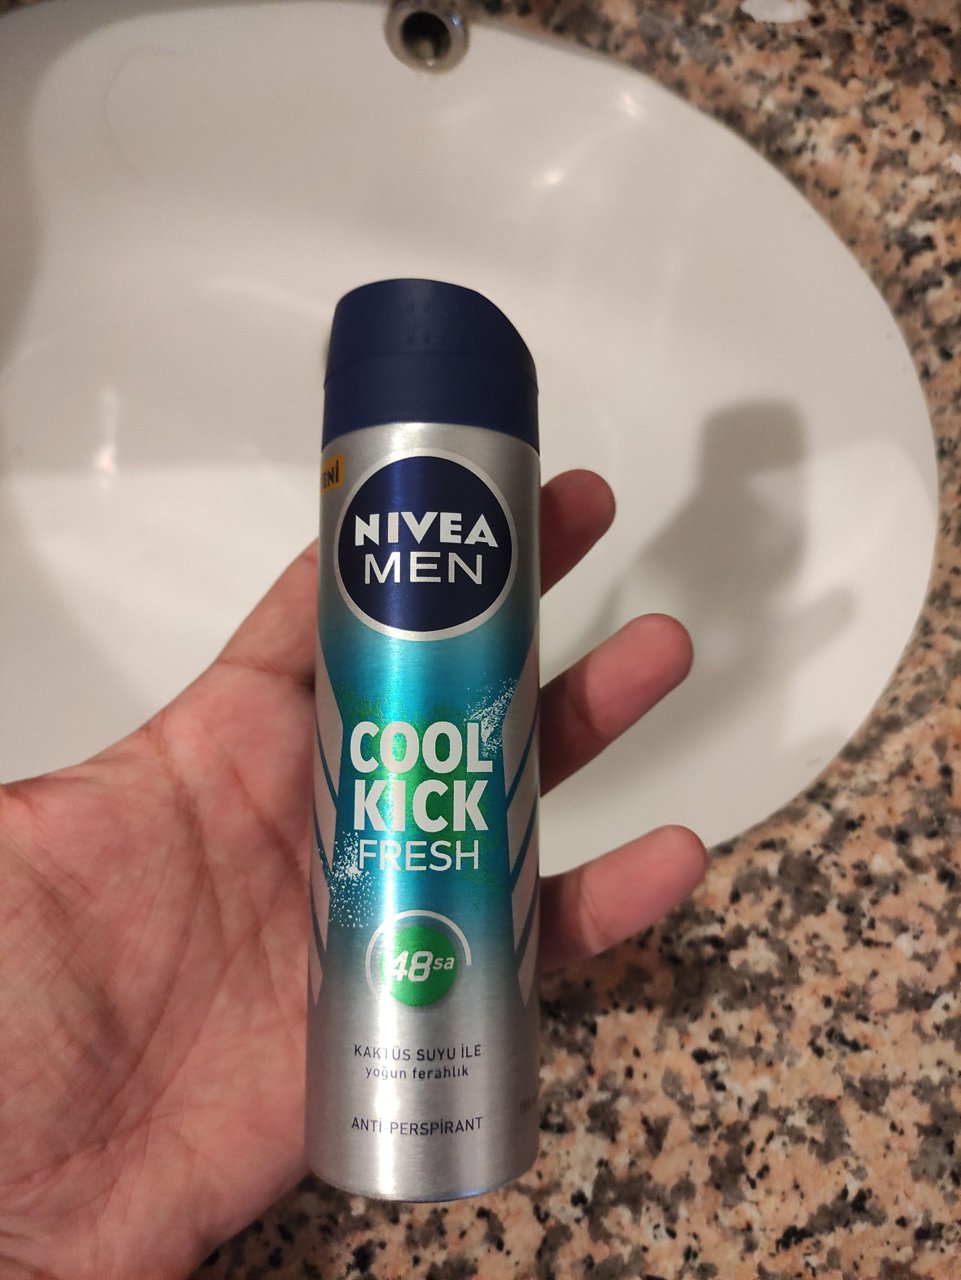 NIVEA
MEN
COOL
KICK
FRESH
48sa
KAKTÜS SUYU İLE
yoğun ferahlık
ANTİ-PERSPİRANT